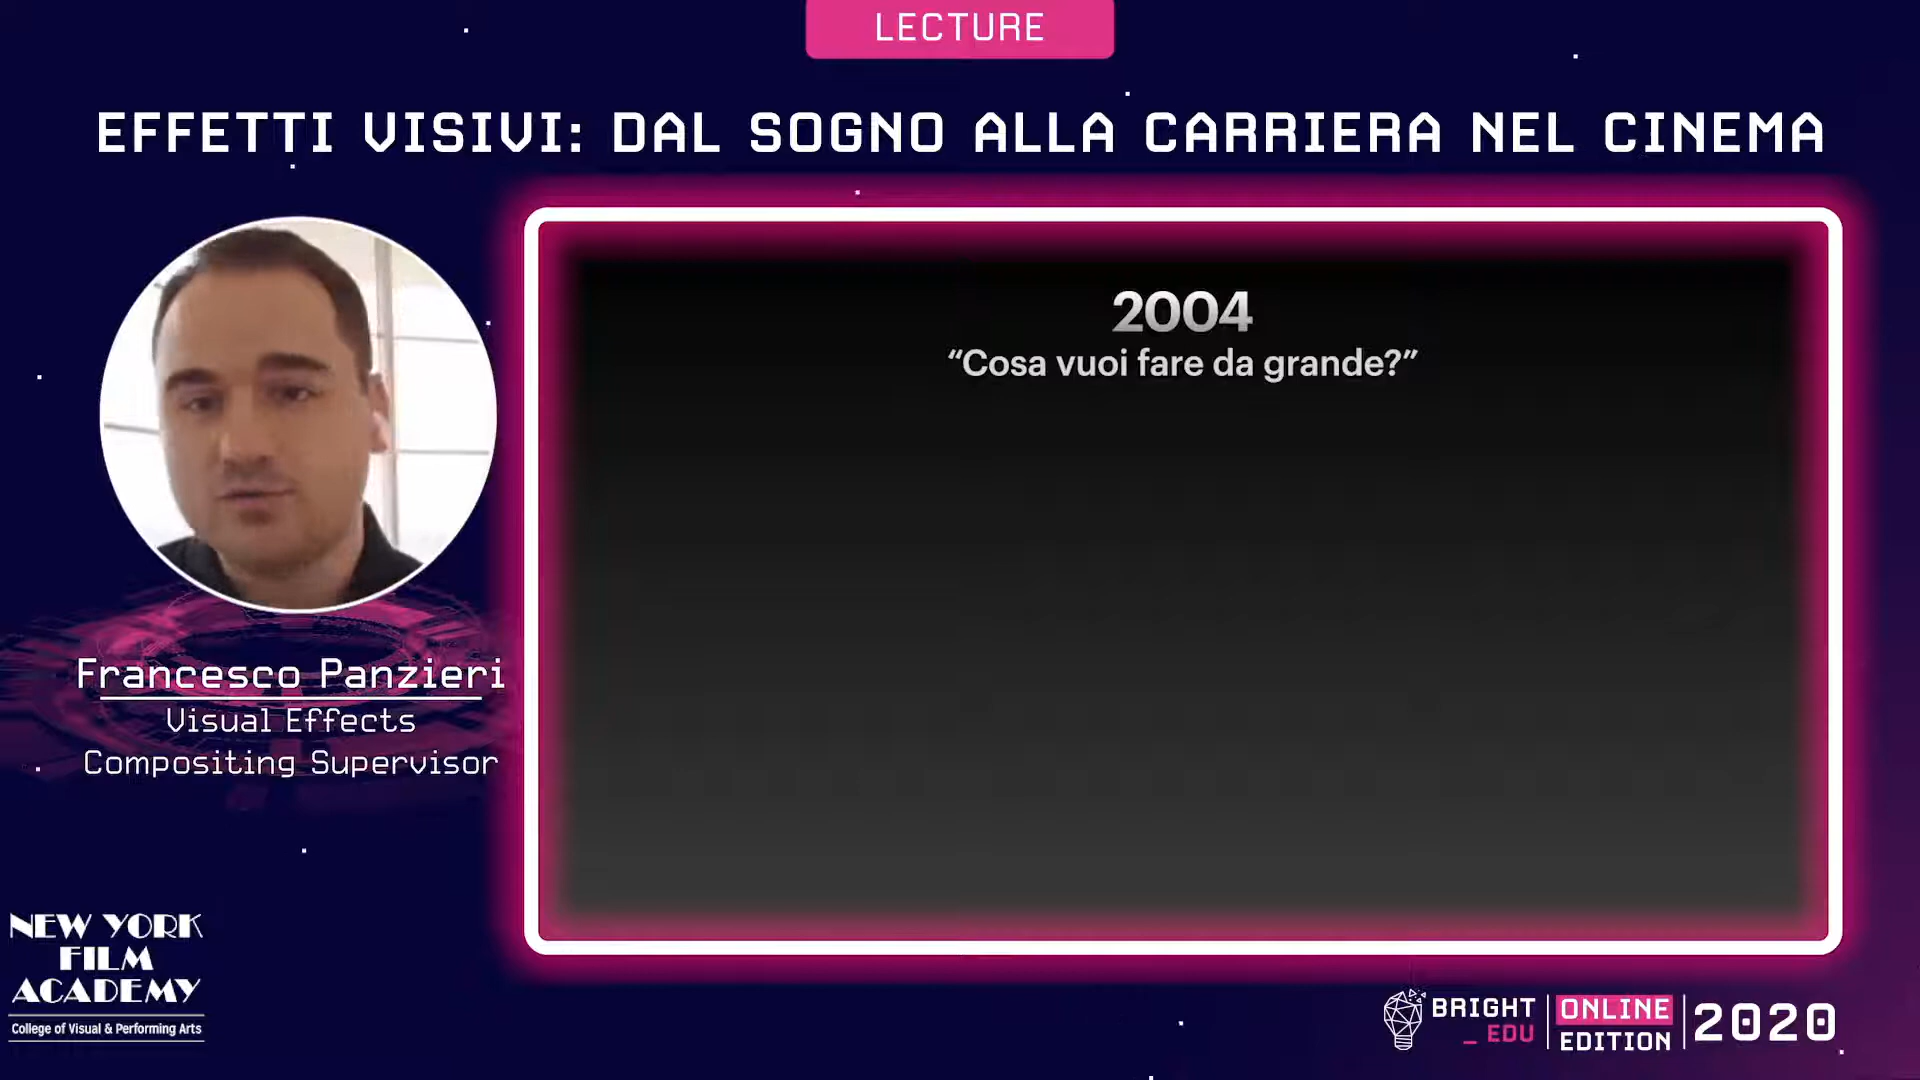 LECTURE
EFFETTI VISIVI: DAL SOGNO ALLA CARRIERA NEL CINEMA
2004
“Cosa vuoi fare da grande?”
Francesco Panzieri
Visual Effects
Compositing Supervisor
NEW YORK
FILM
ACADEMY
College of Visual & Performing Arts
BRIGHT
_ EDU
ONLINE
EDITION
2020